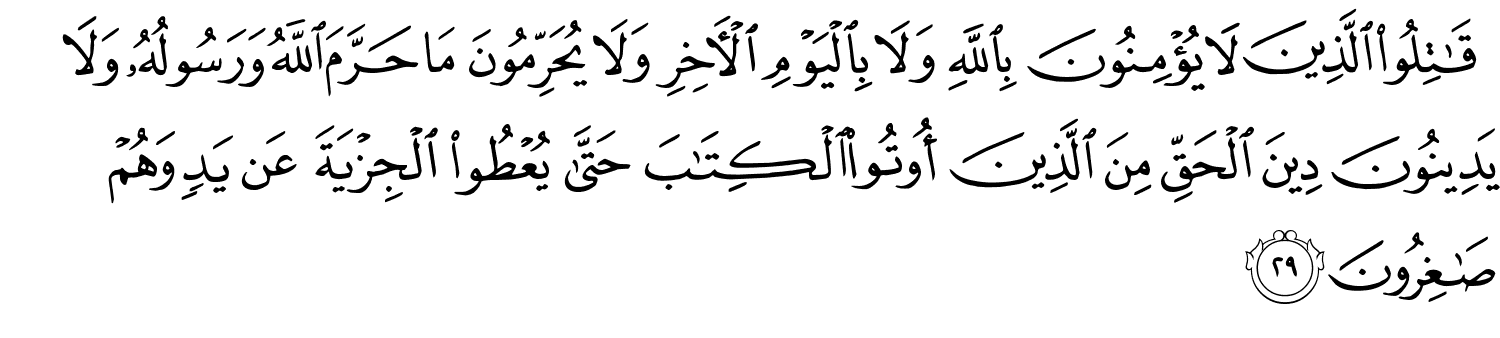 قَٰتِلُوا۟ ٱلَّذِينَ لَا يُؤْمِنُونَ بِٱللَّهِ وَلَا بِٱلْيَوْمِ ٱلْءَاخِرِ وَلَا يُحَرِّمُونَ مَا حَرَّمَ ٱللَّهُ وَرَسُولُهُۥ وَلَا
يَدِينُونَ دِينَ ٱلْحَقِّ مِنَ ٱلَّذِينَ أُوتُوا۟ ٱلْكِتَٰبَ حَتَّىٰ يُعْطُوا۟ ٱلْجِزْيَةَ عَن يَدٍ وَهُمْ
صَٰغِرُونَ ٢٩